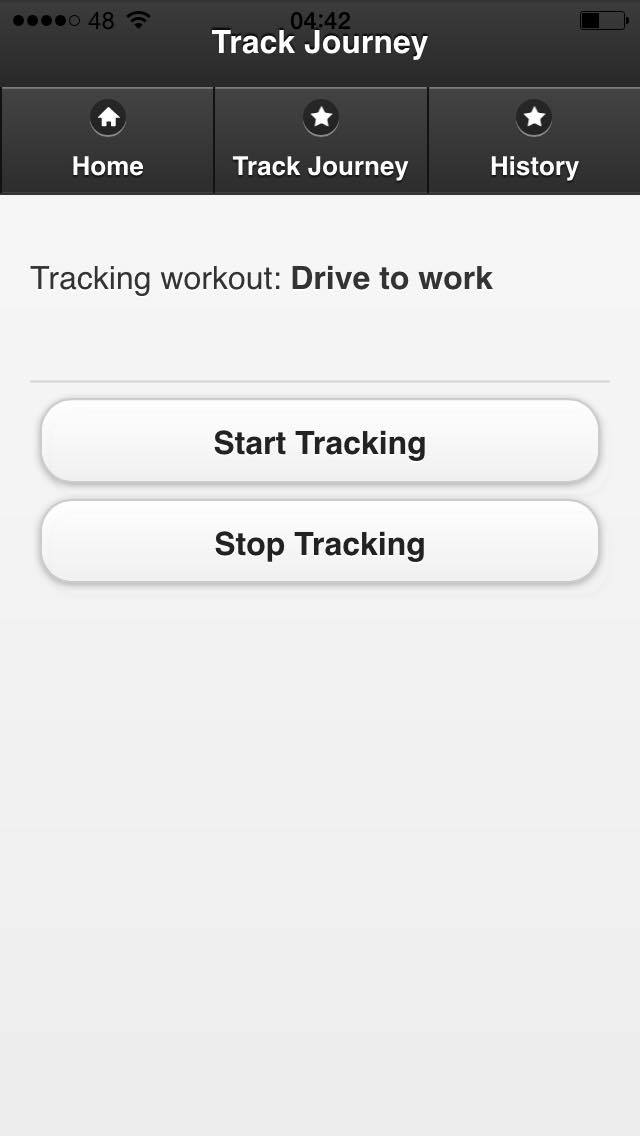 48 04:42
Track Journey
Home Track Journey History
Tracking workout: Drive to work
Start Tracking
Stop Tracking